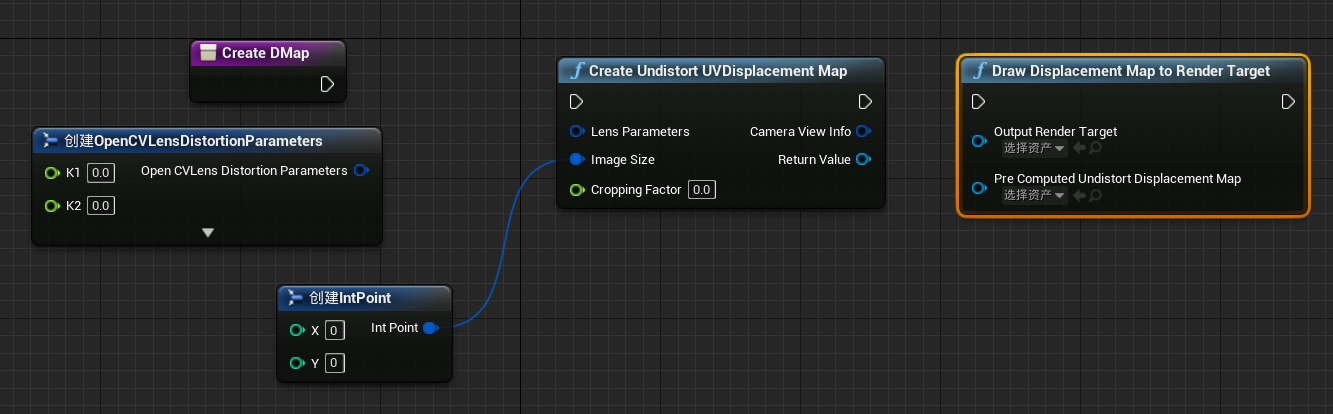 Create DMap
创建OpenCVLensDistortionParameters
K1 0.0 Open CVLens Distortion Parameters
K2 0.0
创建IntPoint
X 0 Int Point
Y 0
Create Undistort UVDisplacement Map
Lens Parameters Camera View Info
Image Size Return Value
Cropping Factor 0.0
Draw Displacement Map to Render Target
Output Render Target
选择资产
Pre Computed Undistort Displacement Map
选择资产